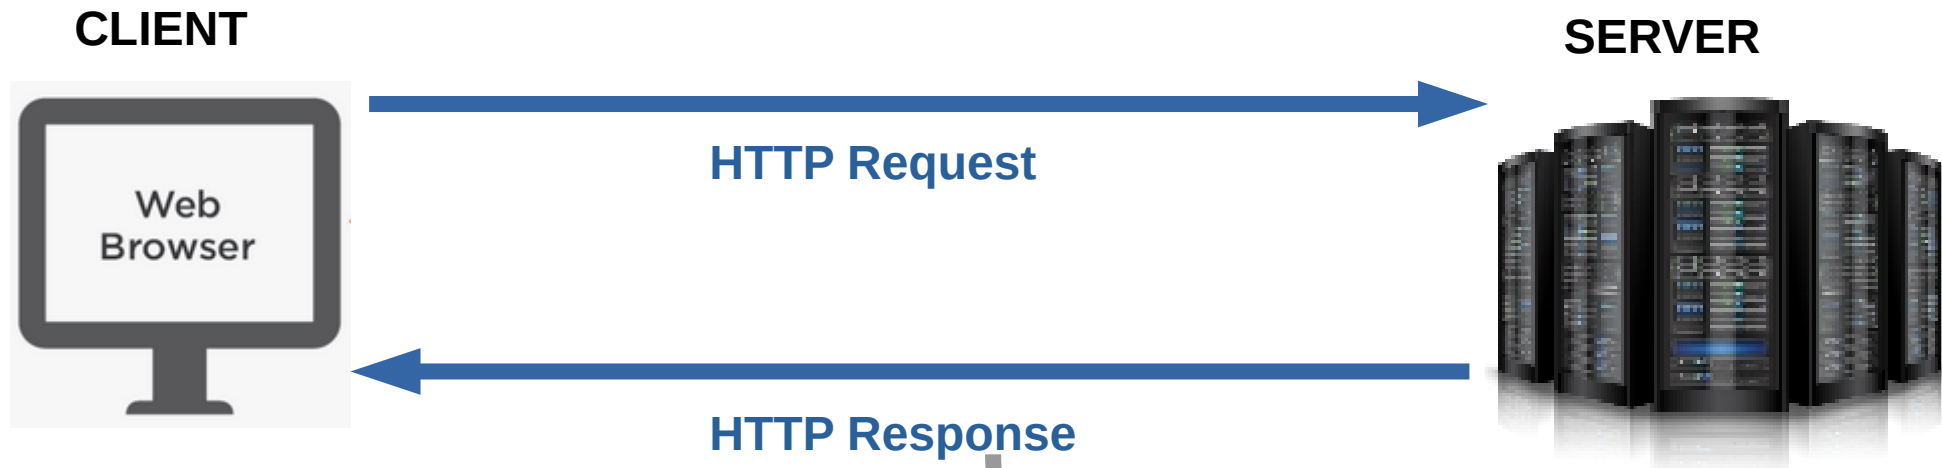 CLIENT
SERVER
HTTP Request
Web
Browser
HTTP Response